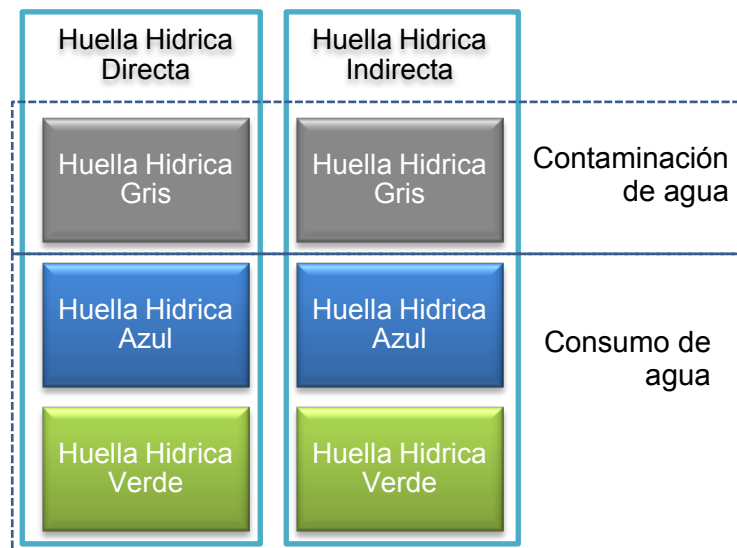 Huella Hidrica
Directa
Huella Hidrica
Indirecta
Huella Hidrica
Gris
Huella Hidrica
Gris
Contaminación
de agua
Huella Hidrica
Azul
Huella Hidrica
Azul
Consumo de
agua
Huella Hidrica
Verde
Huella Hidrica
Verde